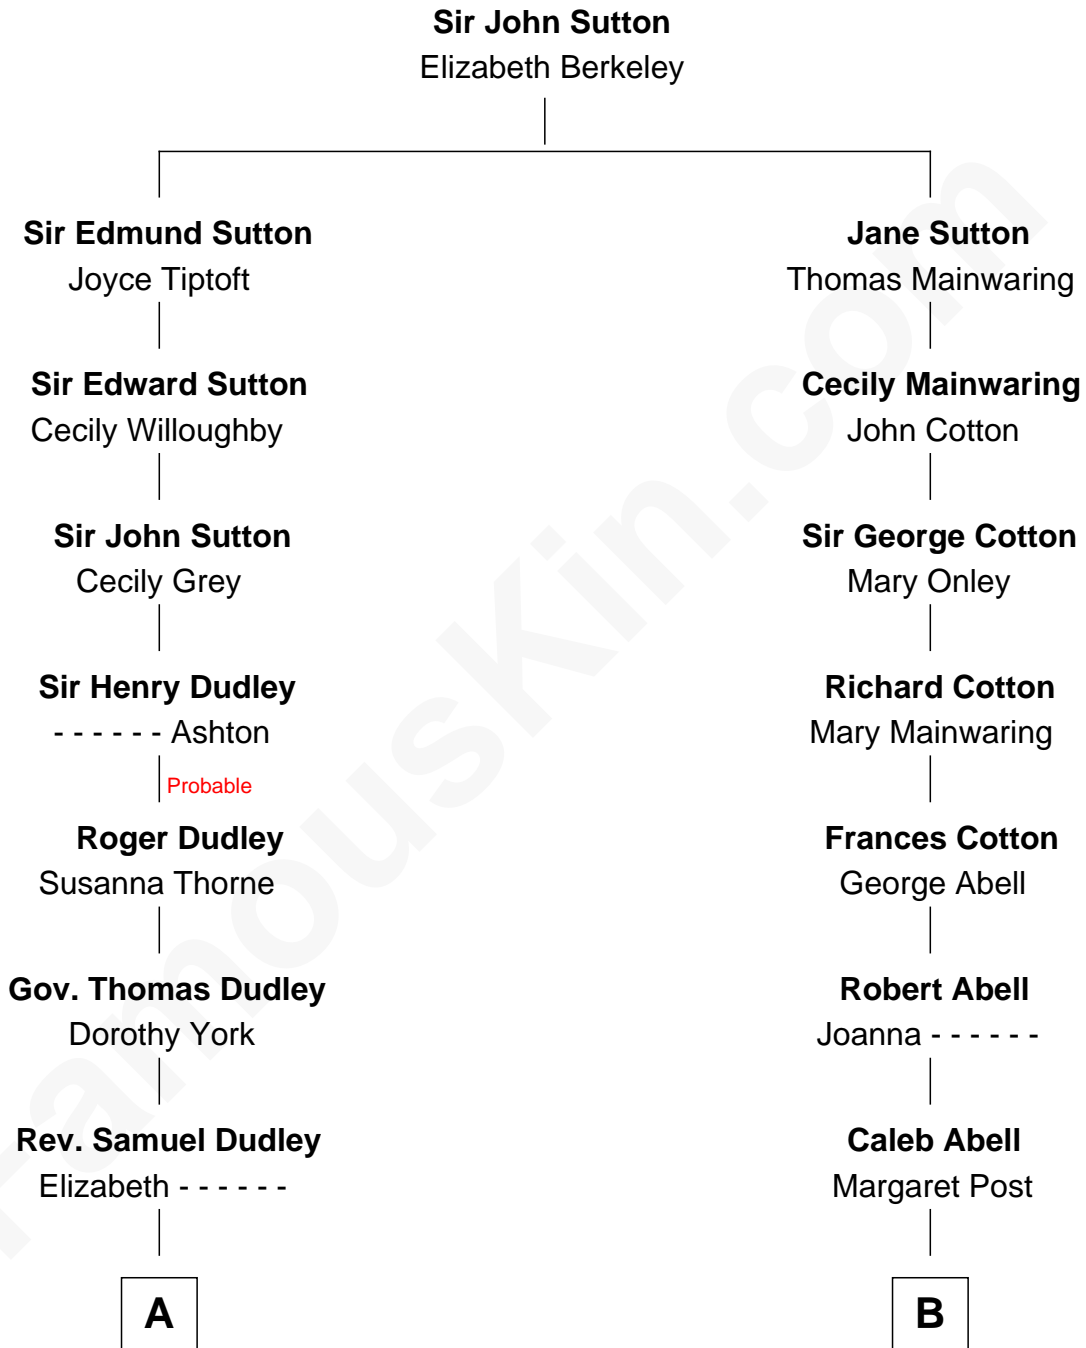 Sir John Sutton
Elizabeth Berkeley
Sir Edmund Sutton
Joyce Tiptoft
Jane Sutton
Thomas Mainwaring
Sir Edward Sutton
Cecily Willoughby
Cecily Mainwaring
John Cotton
Sir John Sutton
Cecily Grey
Sir George Cotton
Mary Onley
Sir Henry Dudley
- - - - - - Ashton
Richard Cotton
Mary Mainwaring
Probable
Roger Dudley
Susanna Thorne
Frances Cotton
George Abell
Gov. Thomas Dudley
Dorothy York
Robert Abell
Joanna - - - - - -
Rev. Samuel Dudley
Elizabeth - - - - - -
Caleb Abell
Margaret Post
A
B
FamousKin.com